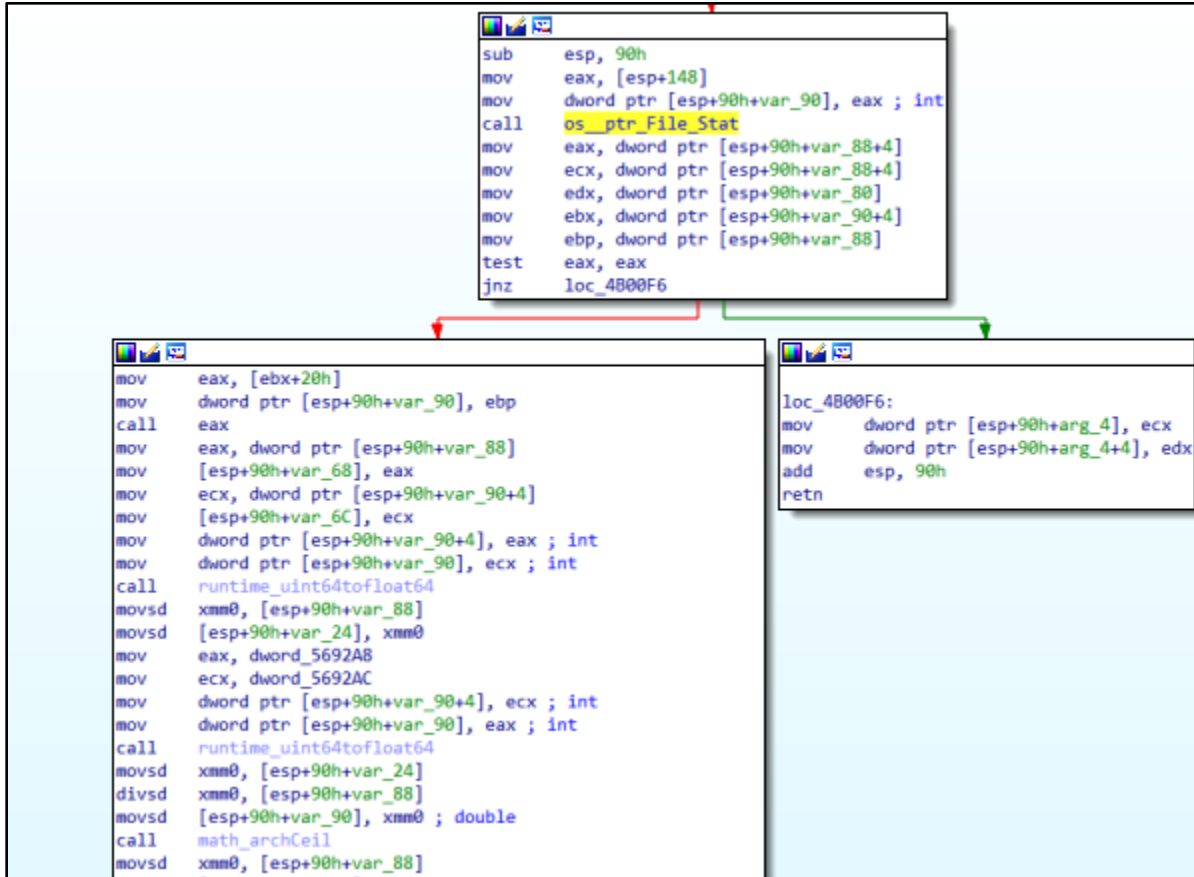 sub esp, 90h
mov eax, [esp+148]
mov dword ptr [esp+90h+var_90], eax ; int
call os__ptr_File_Stat
mov eax, dword ptr [esp+90h+var_88+4]
mov ecx, dword ptr [esp+90h+var_88+4]
mov edx, dword ptr [esp+90h+var_80]
mov ebx, dword ptr [esp+90h+var_90+4]
mov ebp, dword ptr [esp+90h+var_88]
test eax, eax
jnz loc_4B00F6
mov eax, [ebx+20h]
mov dword ptr [esp+90h+var_90], ebp
call eax
mov eax, dword ptr [esp+90h+var_88]
mov [esp+90h+var_68], eax
mov ecx, dword ptr [esp+90h+var_90+4]
mov [esp+90h+var_6C], ecx
mov dword ptr [esp+90h+var_90+4], eax ; int
mov dword ptr [esp+90h+var_90], ecx ; int
call runtime_uint64tofloat64
movsd xmm0, [esp+90h+var_88]
movsd [esp+90h+var_24], xmm0
mov eax, dword_5692A8
mov ecx, dword_5692AC
mov dword ptr [esp+90h+var_90+4], ecx ; int
mov dword ptr [esp+90h+var_90], eax ; int
call runtime_uint64tofloat64
movsd xmm0, [esp+90h+var_24]
divsd xmm0, [esp+90h+var_88]
movsd [esp+90h+var_90], xmm0 ; double
call math_archCeil
movsd xmm0, [esp+90h+var_88]
loc_4B00F6:
mov dword ptr [esp+90h+arg_4], ecx
mov dword ptr [esp+90h+arg_4+4], edx
add esp, 90h
retn